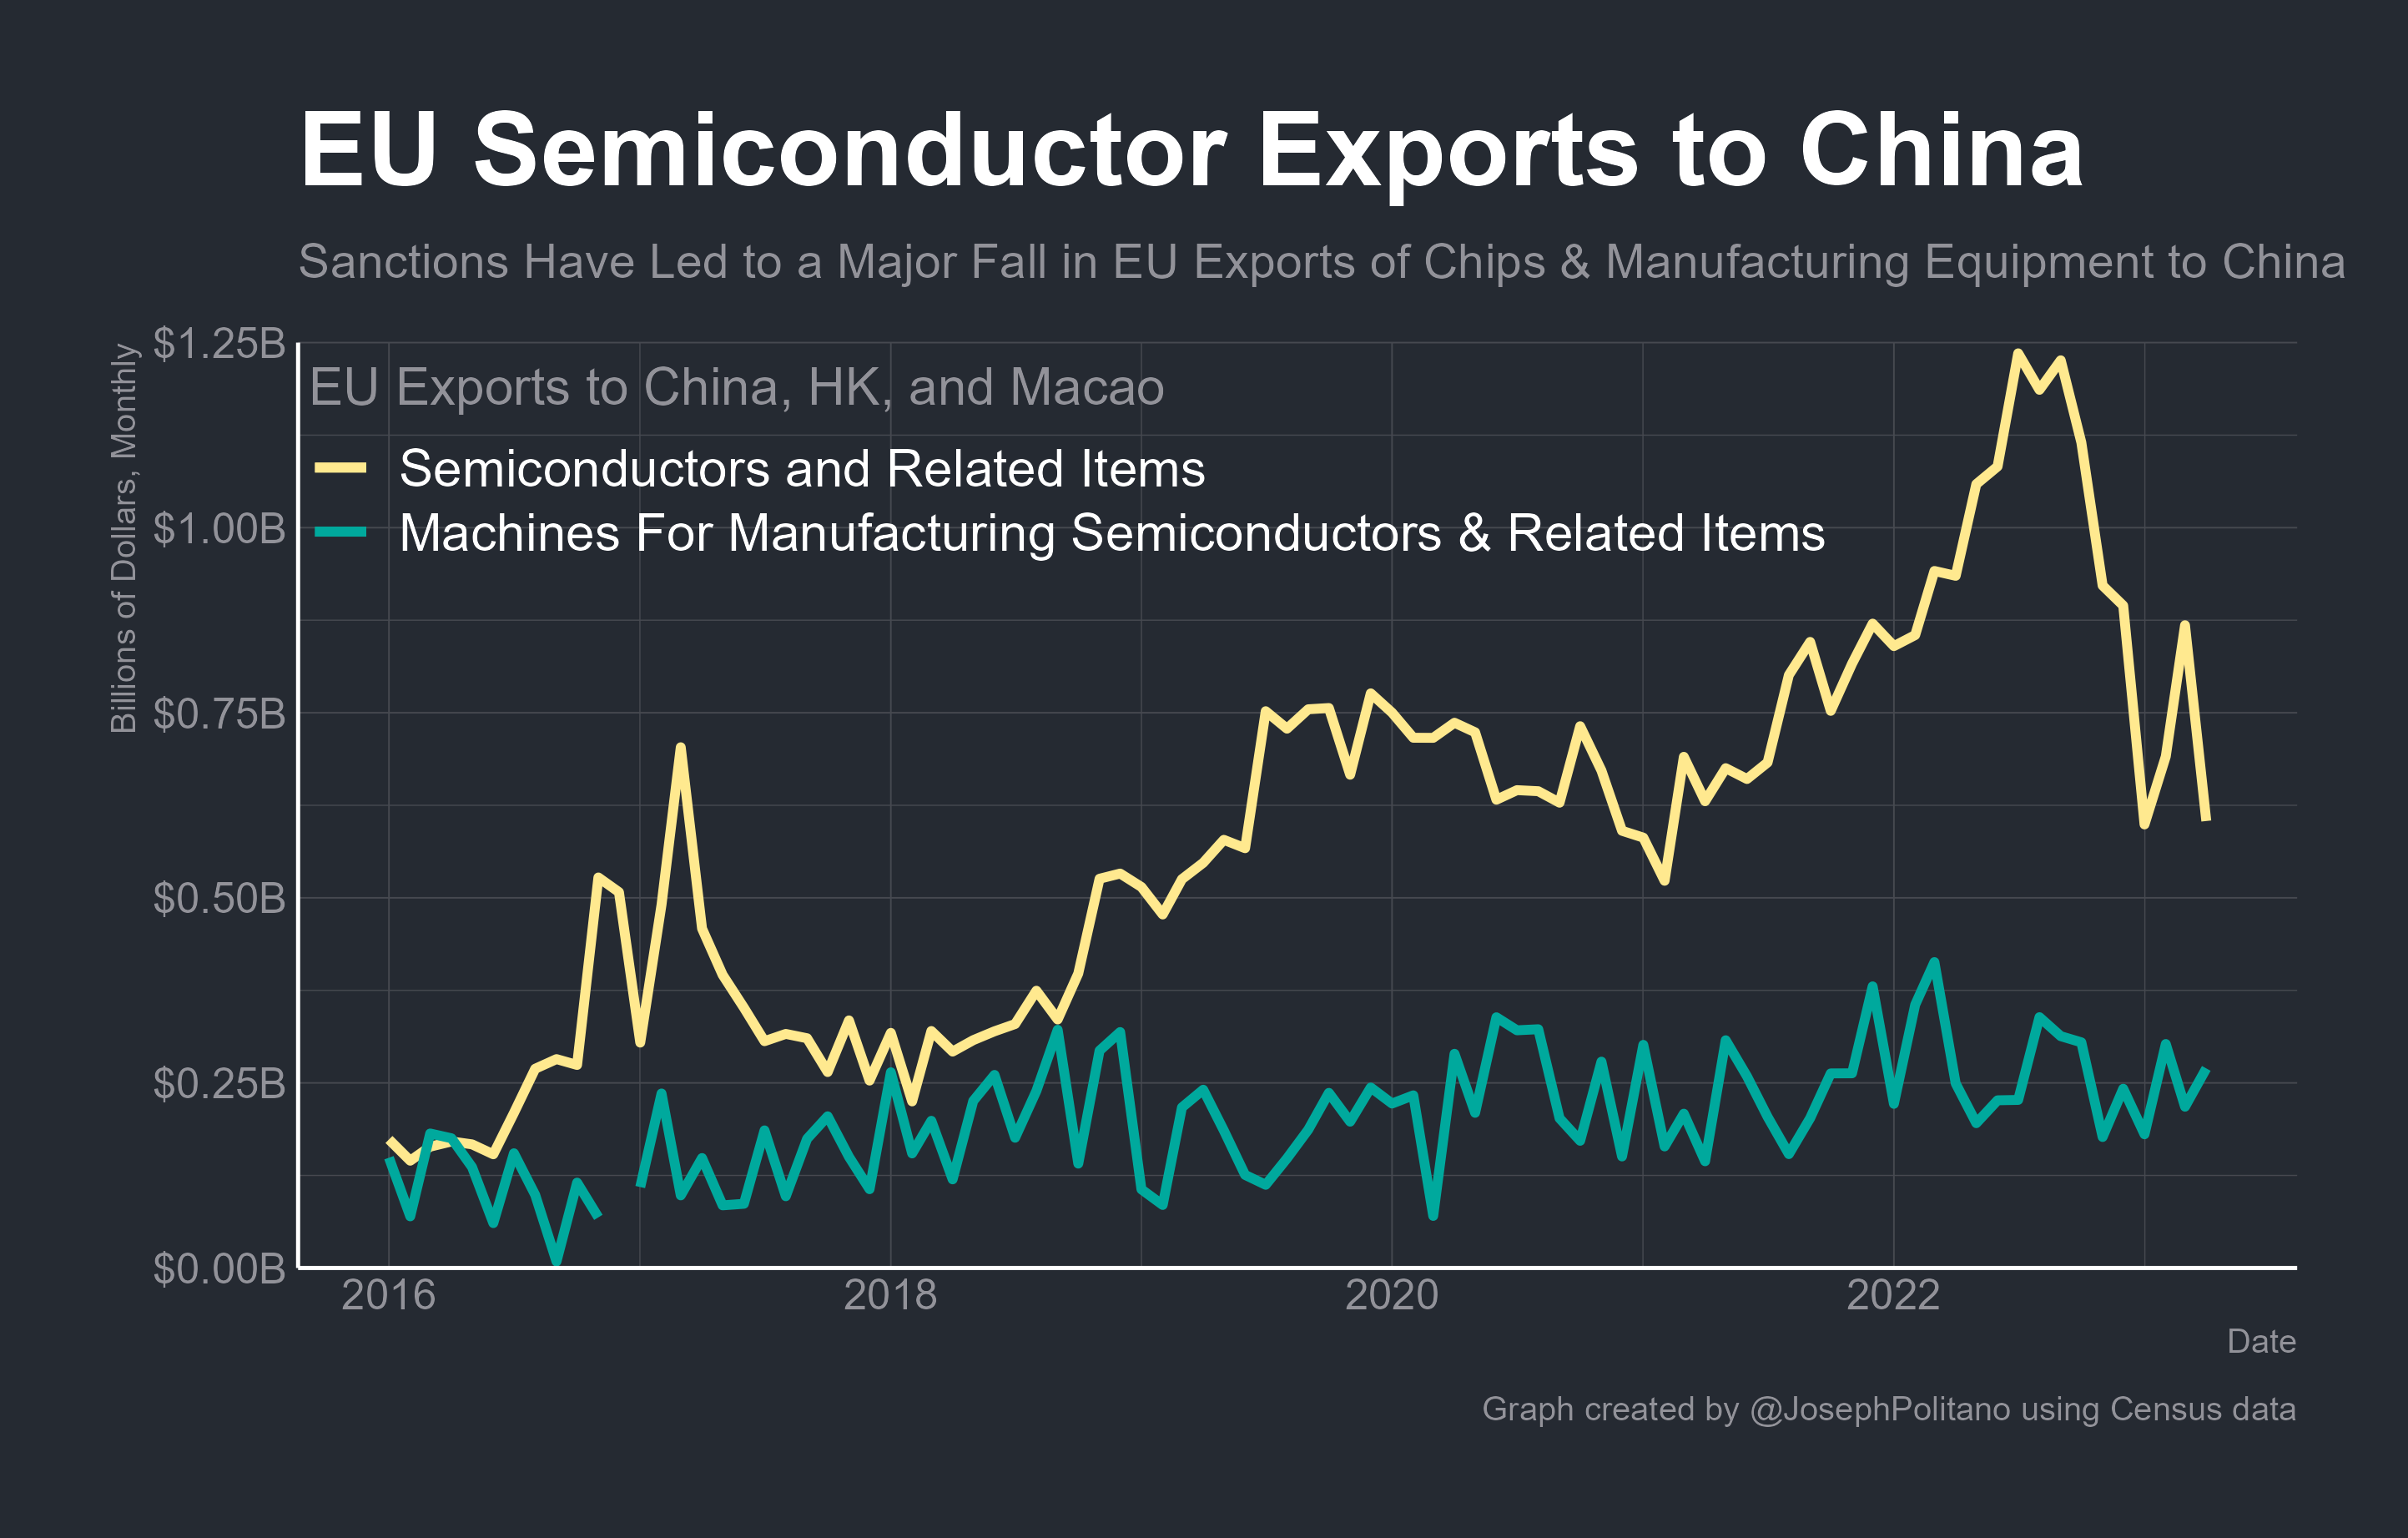 EU Semiconductor Exports to China
Sanctions Have Led to a Major Fall in EU Exports of Chips & Manufacturing Equipment to China
Billions of Dollars, Monthly
$1.25B
$1.00B
$0.75B
$0.50B
$0.25B
$0.00B
EU Exports to China, HK, and Macao
Semiconductors and Related Items
Machines For Manufacturing Semiconductors & Related Items
2016
2018
2020
2022
Date
Graph created by @JosephPolitano using Census data